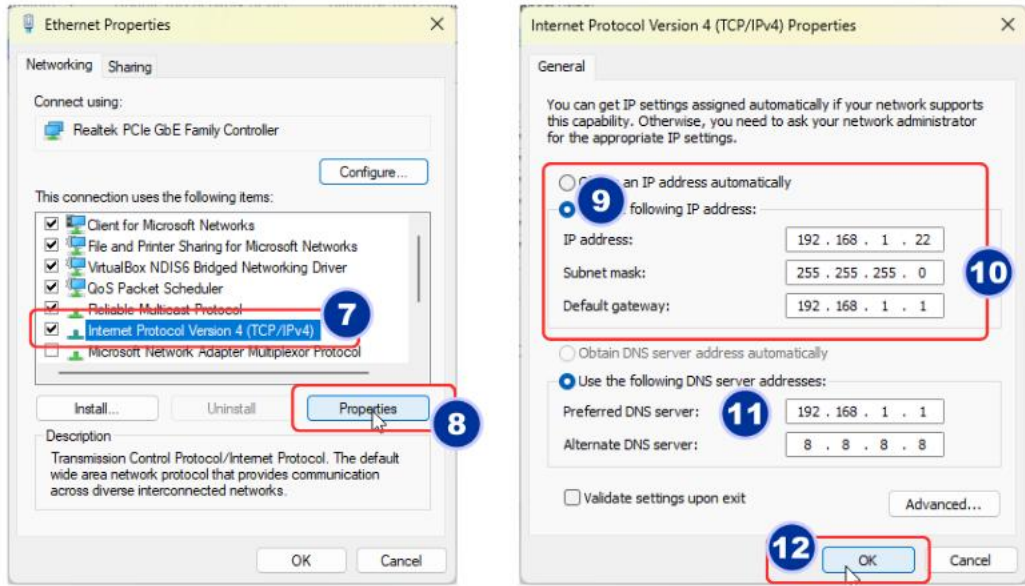 Ethernet Properties
Networking Sharing
Connect using:
Realtek PCIe GbE Family Controller
Configure...
This connection uses the following items:
Client for Microsoft Networks
File and Printer Sharing for Microsoft Networks
VirtualBox NDIS6 Bridged Networking Driver
QoS Packet Scheduler
Reliable Multicast Protocol
7
Internet Protocol Version 4 (TCP/IPv4)
Microsoft Network Adapter Multiplexor Protocol
Install... Uninstall Properties
8
Description
Transmission Control Protocol/Internet Protocol. The default
wide area network protocol that provides communication
across diverse interconnected networks.
OK Cancel
Internet Protocol Version 4 (TCP/IPv4) Properties
General
You can get IP settings assigned automatically if your network supports
this capability. Otherwise, you need to ask your network administrator
for the appropriate IP settings.
an IP address automatically
9
following IP address:
IP address: 192 . 168 . 1 . 22
Subnet mask: 255 . 255 . 255 . 0
10
Default gateway: 192 . 168 . 1 . 1
Obtain DNS server address automatically
Use the following DNS server addresses:
Preferred DNS server: 11 192 . 168 . 1 . 1
Alternate DNS server: 8 . 8 . 8 . 8
Validate settings upon exit
Advanced...
12
OK Cancel